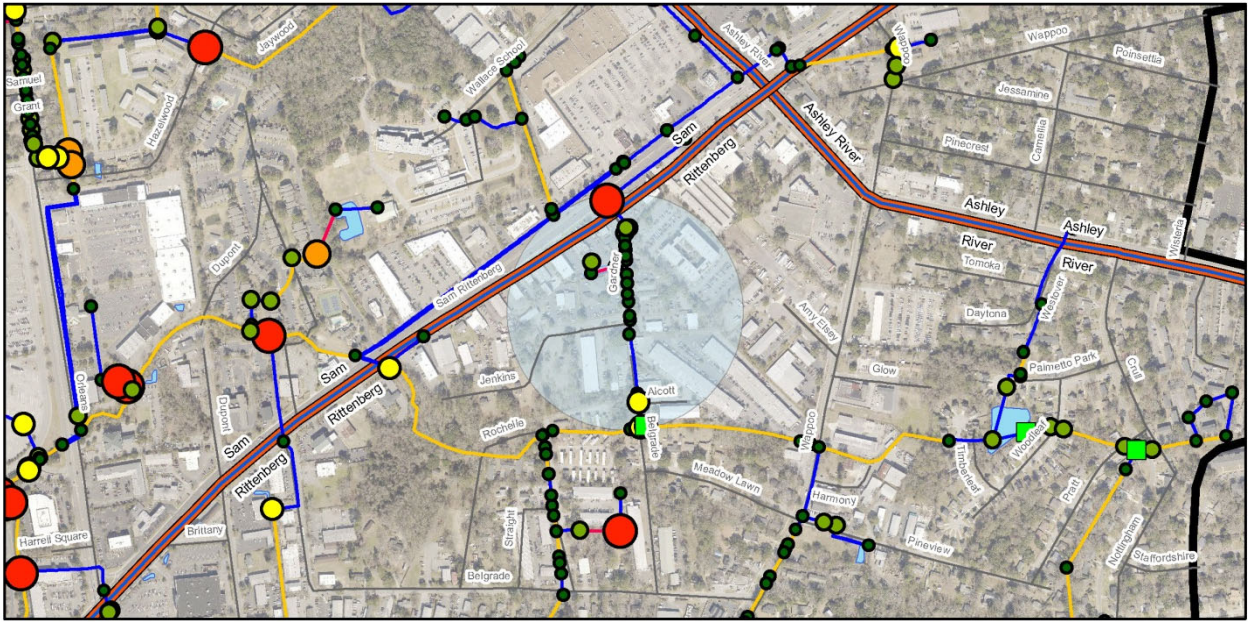 Jaywood
Samuel
Grant
Hazelwood
Wallace School
Ashley River
Wappoo
Wappoo
Poinsettia
Jessamine
Camellia
Pinecrest
Sam
Rittenberg
Ashley River
Ashley
River
Ashley
River
Wisteria
Tomoka
Westover
Daytona
Dupont
Sam Rittenberg
Gardner
Amy Elsey
Glow
Palmetto Park
Crull
Jenkins
Alcott
Orleans
Dupont
Sam
Rittenberg
Sam
Rittenberg
Rochelle
Belgrade
Wappoo
Woodleaf
Timberleaf
Pratt
Meadow Lawn
Harmony
Pineview
Nottingham
Staffordshire
Harrell Square
Brittany
Straight
Belgrade